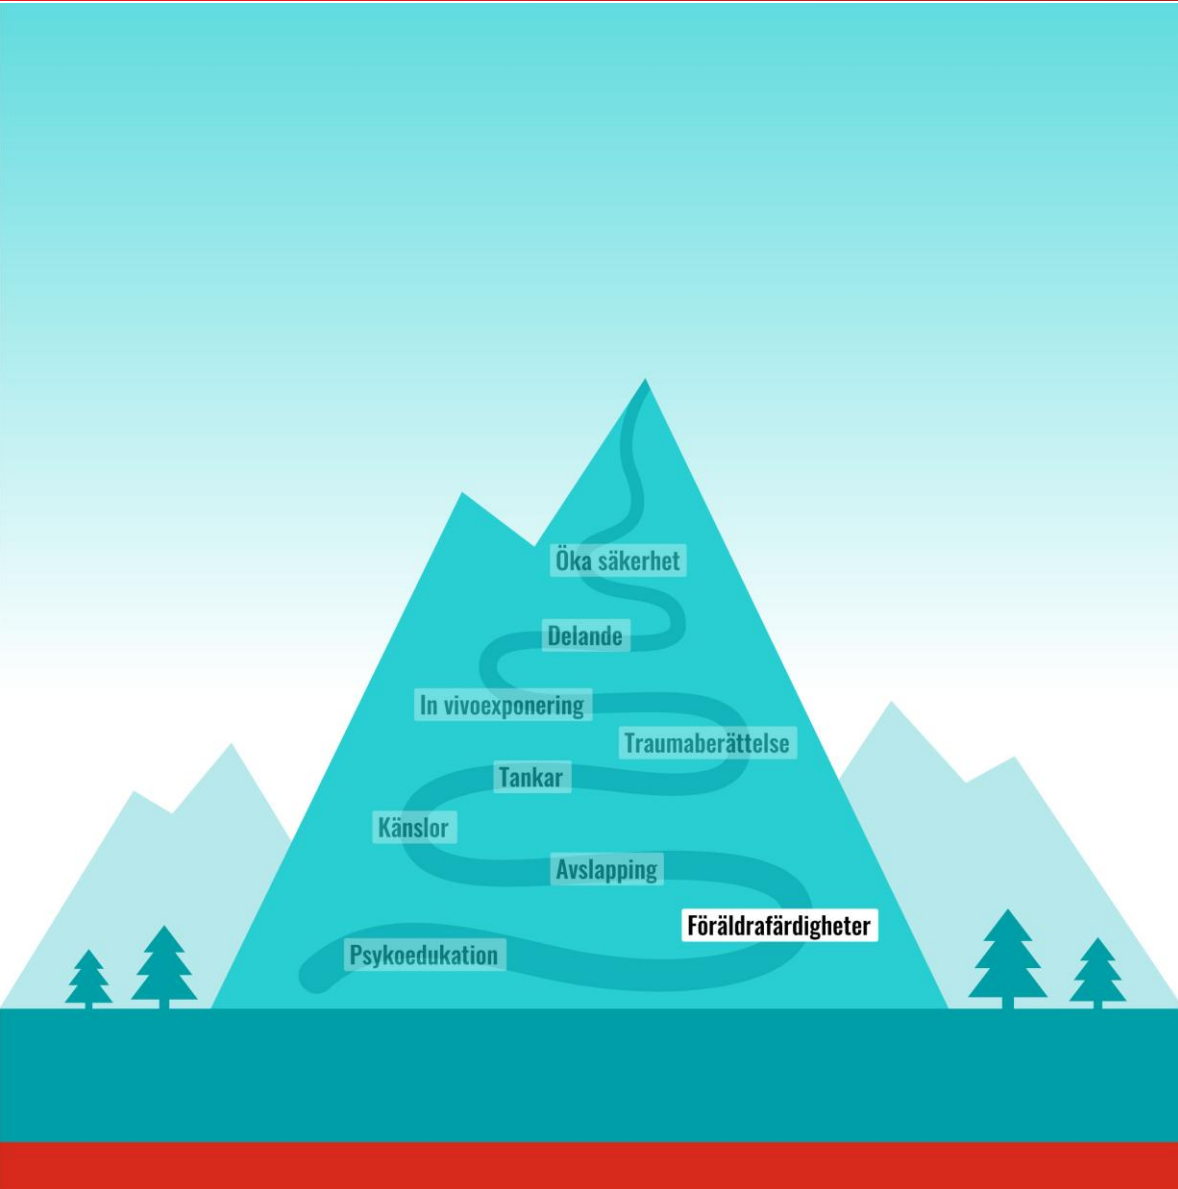 Öka säkerhet
Delande
In vivoexponering
Traumaberättelse
Tankar
Känslor
Avslapping
Föräldrafärdigheter
Psykoedukation